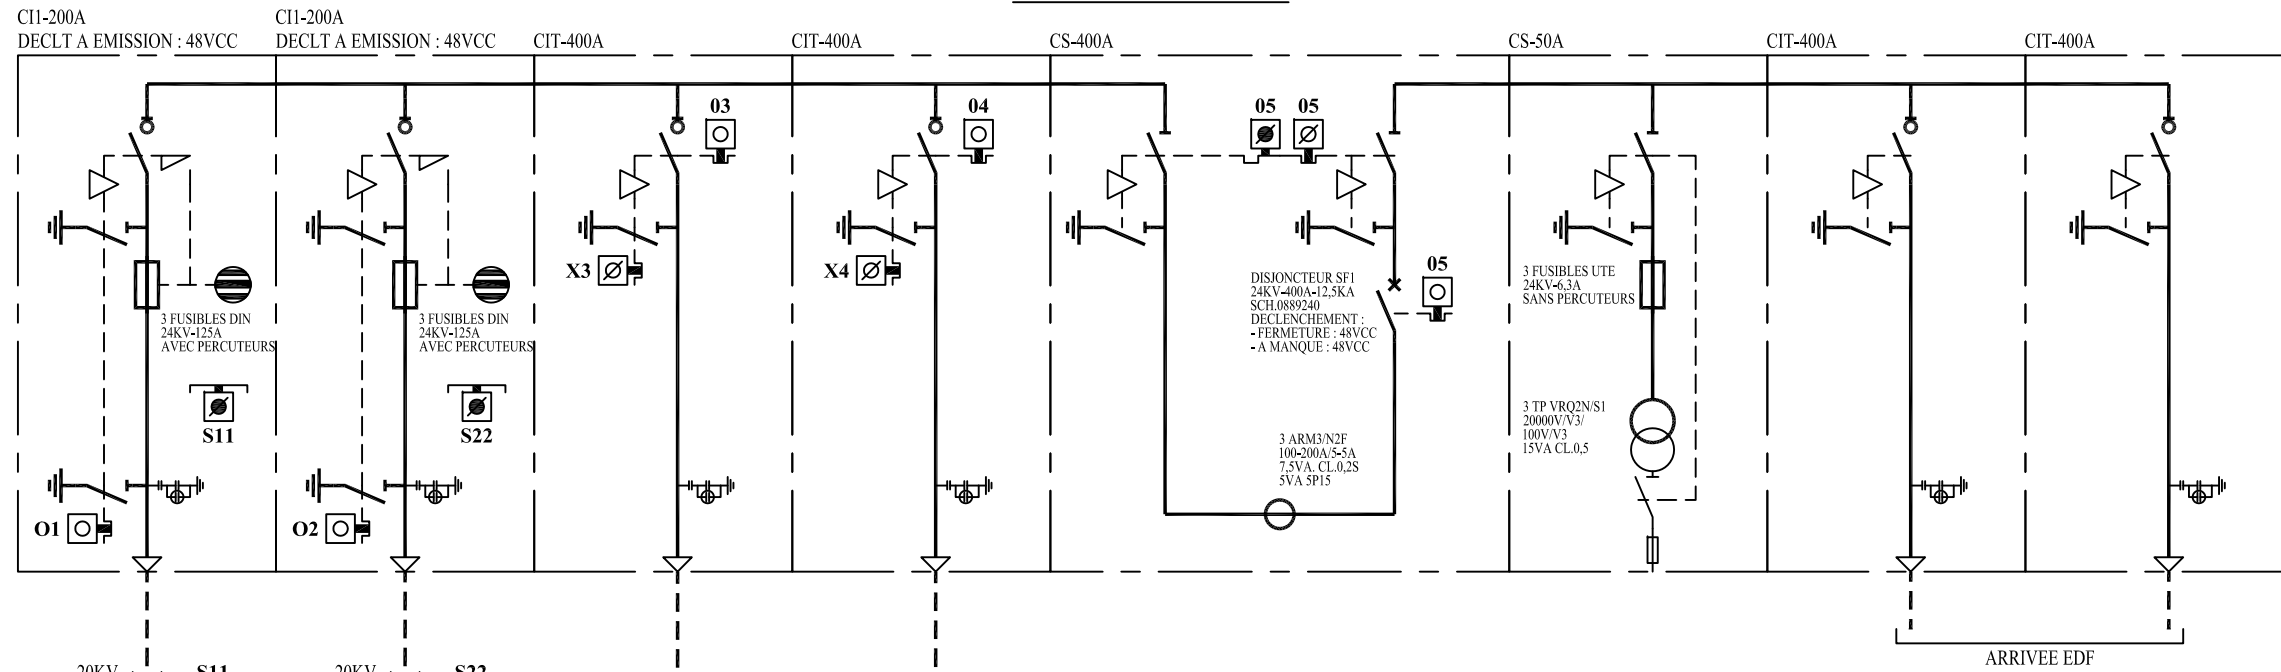 CI1-200A
DECLT A EMISSION : 48VCC
CI1-200A
DECLT A EMISSION : 48VCC
CIT-400A
CIT-400A
CS-400A
CS-50A
CIT-400A
CIT-400A
03
04
05
05
X3
X4
05
3 FUSIBLES DIN
24KV-125A
AVEC PERCUTEURS
3 FUSIBLES DIN
24KV-125A
AVEC PERCUTEURS
DISJONCTEUR SF1
24KV-400A-12,5KA
SCH.0889240
DECLENCHEMENT :
- FERMETURE : 48VCC
- A MANQUE : 48VCC
3 FUSIBLES UTE
24KV-6,3A
SANS PERCUTEURS
S11
S22
3 ARM3/N2F
100-200A/5-5A
7,5VA. CL.0,2S
5VA 5P15
3 TP VRQ2N/S1
20000V/V3/
100V/V3
15VA CL.0,5
O1
O2
20KV
S11
20KV
S22
ARRIVEE EDF